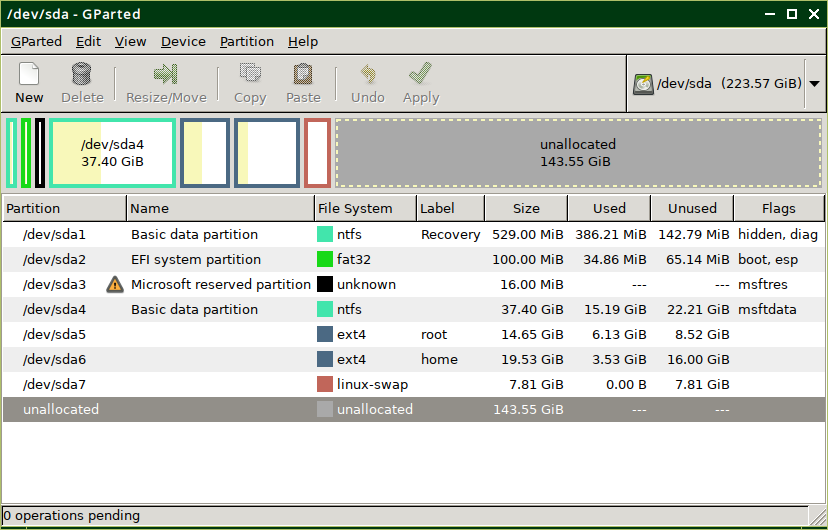 /dev/sda - GParted
GParted Edit View Device Partition Help
New Delete Resize/Move Copy Paste Undo Apply /dev/sda (223.57 GiB)
/dev/sda4
37.40 GiB
unallocated
143.55 GiB
Partition Name File System Label Size Used Unused Flags
/dev/sda1 Basic data partition ntfs Recovery 529.00 MiB 386.21 MiB 142.79 MiB hidden, diag
/dev/sda2 EFI system partition fat32 100.00 MiB 34.86 MiB 65.14 MiB boot, esp
/dev/sda3 Microsoft reserved partition unknown 16.00 MiB --- --- msftres
/dev/sda4 Basic data partition ntfs 37.40 GiB 15.19 GiB 22.21 GiB msftdata
/dev/sda5 ext4 root 14.65 GiB 6.13 GiB 8.52 GiB
/dev/sda6 ext4 home 19.53 GiB 3.53 GiB 16.00 GiB
/dev/sda7 linux-swap 7.81 GiB 0.00 B 7.81 GiB
unallocated unallocated 143.55 GiB --- ---
0 operations pending